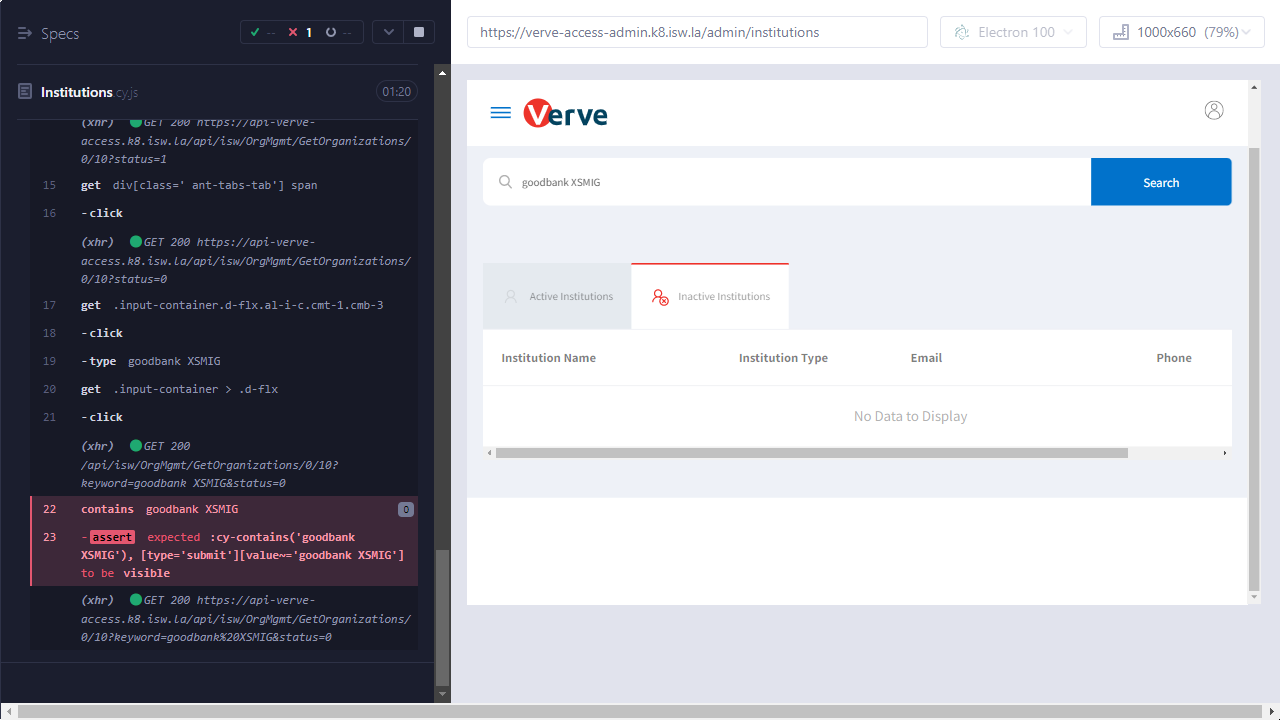 Specs
-- 1 --
Institutions.cy.js 01:20
(xhr) GET 200 https://api-verve-
access.k8.isw.la/api/isw/OrgMgmt/GetOrganizations/
0/10?status=1
15 get div[class=' ant-tabs-tab'] span
16 -click
(xhr) GET 200 https://api-verve-
access.k8.isw.la/api/isw/OrgMgmt/GetOrganizations/
0/10?status=0
17 get .input-container.d-flx.al-i-c.cmt-1.cmb-3
18 -click
19 -type goodbank XSMIG
20 get .input-container > .d-flx
21 -click
(xhr) GET 200
/api/isw/OrgMgmt/GetOrganizations/0/10?
keyword=goodbank XSMIG&status=0
22 contains goodbank XSMIG 0
23 -assert expected :cy-contains('goodbank
XSMIG'), [type='submit'][value~='goodbank XSMIG']
to be visible
(xhr) GET 200 https://api-verve-
access.k8.isw.la/api/isw/OrgMgmt/GetOrganizations/
0/10?keyword=goodbank%20XSMIG&status=0
https://verve-access-admin.k8.isw.la/admin/institutions
Electron 100
1000x660 (79%)
Verve
goodbank XSMIG
Search
Active Institutions
Inactive Institutions
Institution Name Institution Type Email Phone
No Data to Display